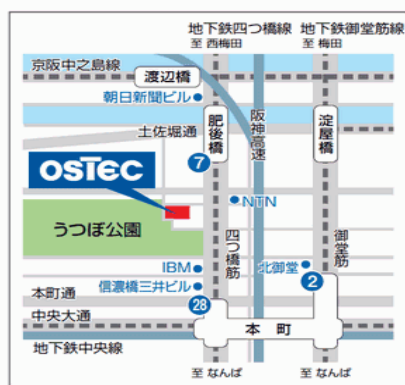 地下鉄四つ橋線
地下鉄御堂筋線
至 西梅田
至 梅田
京阪中之島線
渡辺橋
朝日新聞ビル
土佐堀通
肥後橋
阪神高速
淀屋橋
7
OSTEC
NTN
うつぼ公園
四つ橋筋
御堂筋
IBM
北御堂
2
信濃橋三井ビル
本町通
28
中央大通
本町
地下鉄中央線
至 なんば
至 なんば